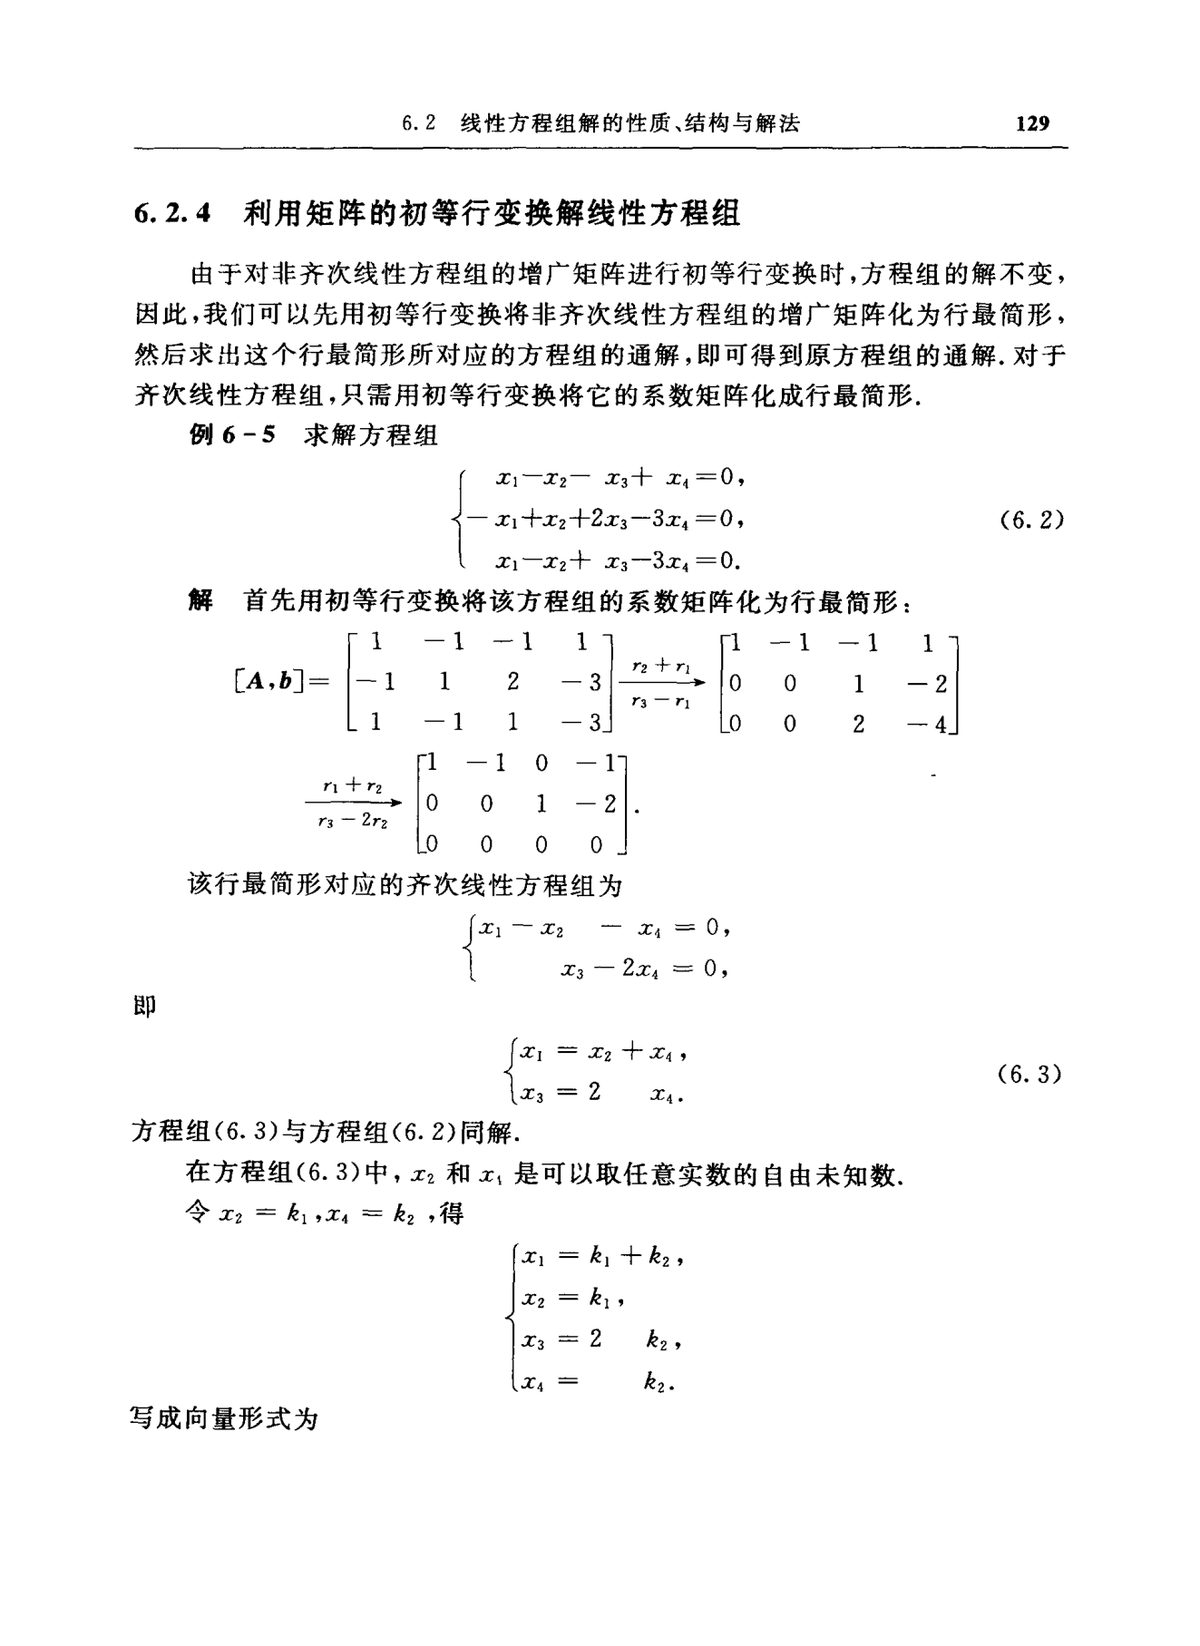 6.2 线性方程组解的性质、结构与解法 129
6.2.4 利用矩阵的初等行变换解线性方程组
由于对非齐次线性方程组的增广矩阵进行初等行变换时,方程组的解不变,
因此,我们可以先用初等行变换将非齐次线性方程组的增广矩阵化为行最简形,
然后求出这个行最简形所对应的方程组的通解,即可得到原方程组的通解.对于
齐次线性方程组,只需用初等行变换将它的系数矩阵化成行最简形.
例 6-5 求解方程组
x₁-x₂- x₃+ x₄=0,
- x₁+x₂+2x₃-3x₄=0, (6.2)
x₁-x₂+ x₃-3x₄=0.
解 首先用初等行变换将该方程组的系数矩阵化为行最简形:
1 -1 -1 1 1 -1 -1 1
[A,b]= -1 1 2 -3 r₂+r₁ r₃-r₁ 0 0 1 -2
1 -1 1 -3 0 0 2 -4
1 -1 0 -1
r₁+r₂ r₃-2r₂ 0 0 1 -2 .
0 0 0 0
该行最简形对应的齐次线性方程组为
x₁ - x₂ - x₄ = 0,
x₃ - 2x₄ = 0,
即
x₁ = x₂ + x₄,
(6.3)
x₃ = 2 x₄.
方程组(6.3)与方程组(6.2)同解.
在方程组(6.3)中, x₂ 和 x₄ 是可以取任意实数的自由未知数.
令 x₂ = k₁,x₄ = k₂,得
x₁ = k₁ + k₂,
x₂ = k₁,
x₃ = 2 k₂,
x₄ = k₂.
写成向量形式为